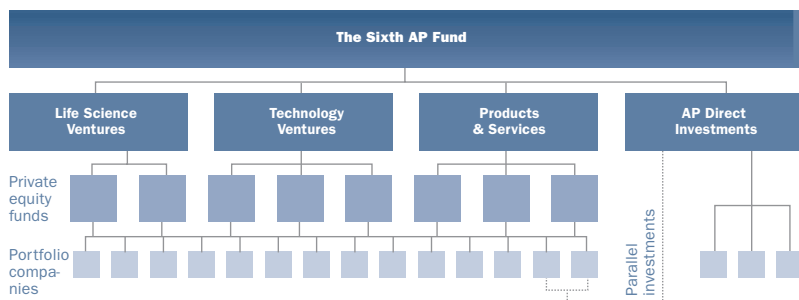 The Sixth AP Fund
Life Science
Ventures
Technology
Ventures
Products
& Services
AP Direct
Investments
Private
equity
funds
Portfolio
compa-
nies
Parallel
investments